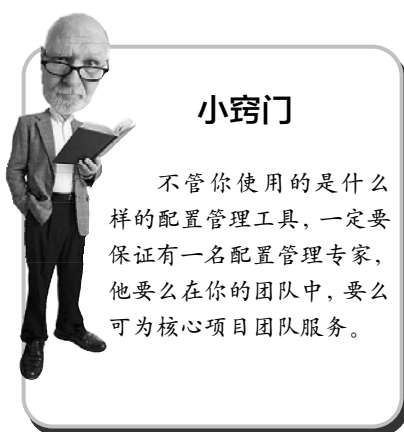 小窍门
不管你使用的是什么
样的配置管理工具，一定要
保证有一名配置管理专家，
他要么在你的团队中，要么
可为核心项目团队服务。